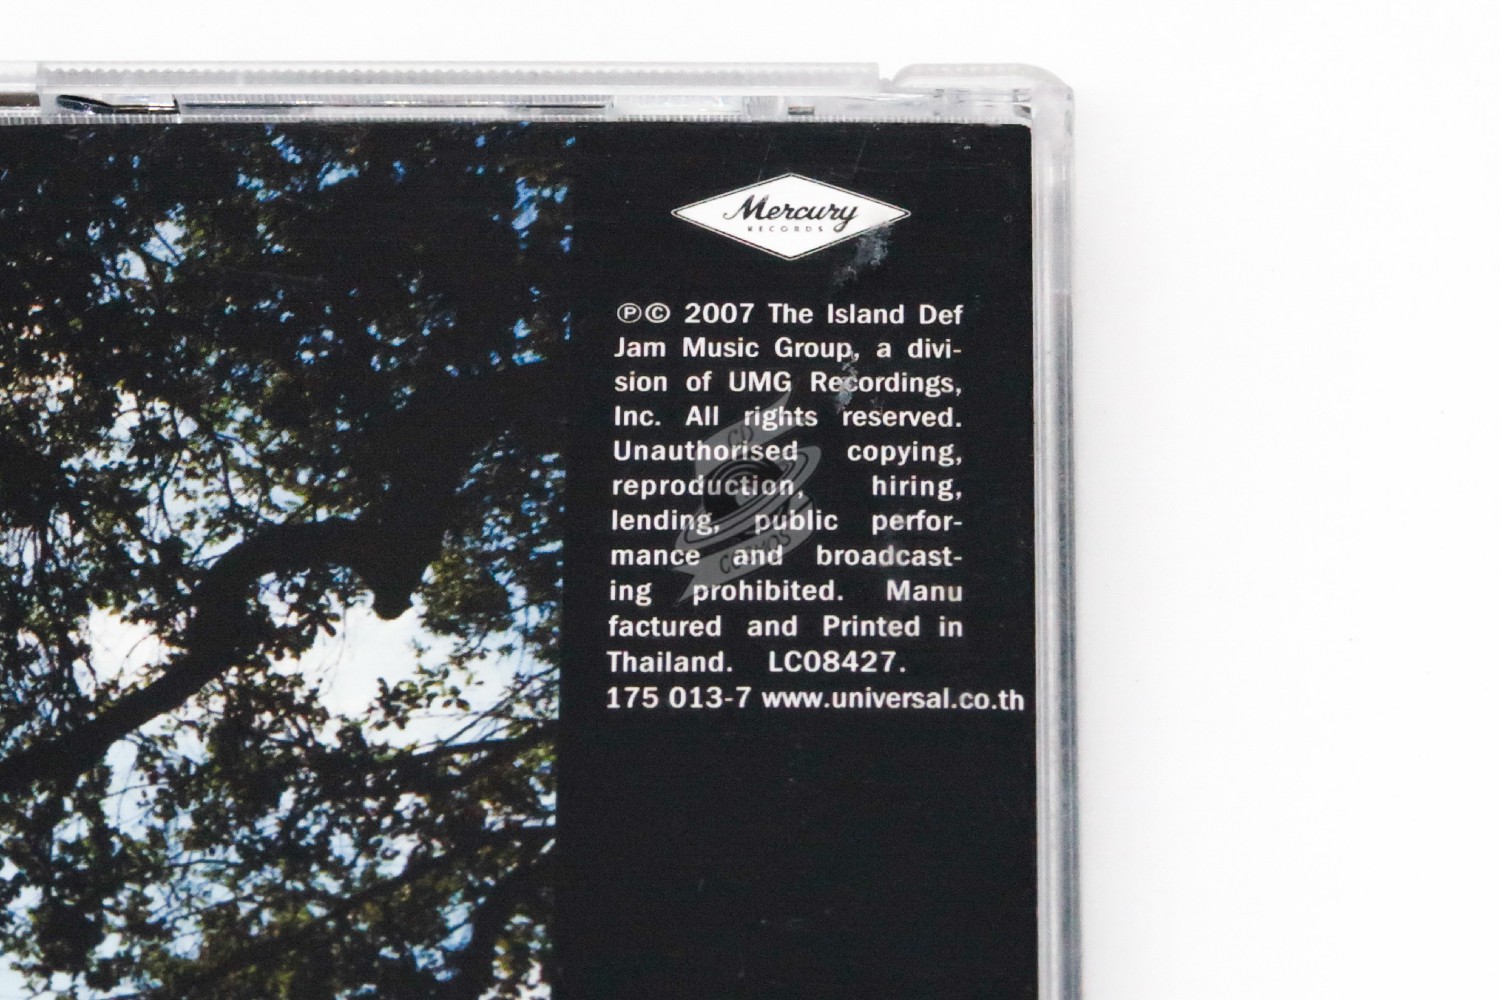 Mercury
RECORDS
℗© 2007 The Island Def
Jam Music Group, a divi-
sion of UMG Recordings,
Inc. All rights reserved.
Unauthorised copying,
reproduction, hiring,
lending, public perfor-
mance and broadcast-
ing prohibited. Manu
factured and Printed in
Thailand. LC08427.
175 013-7 www.universal.co.th
CD
COSMOS